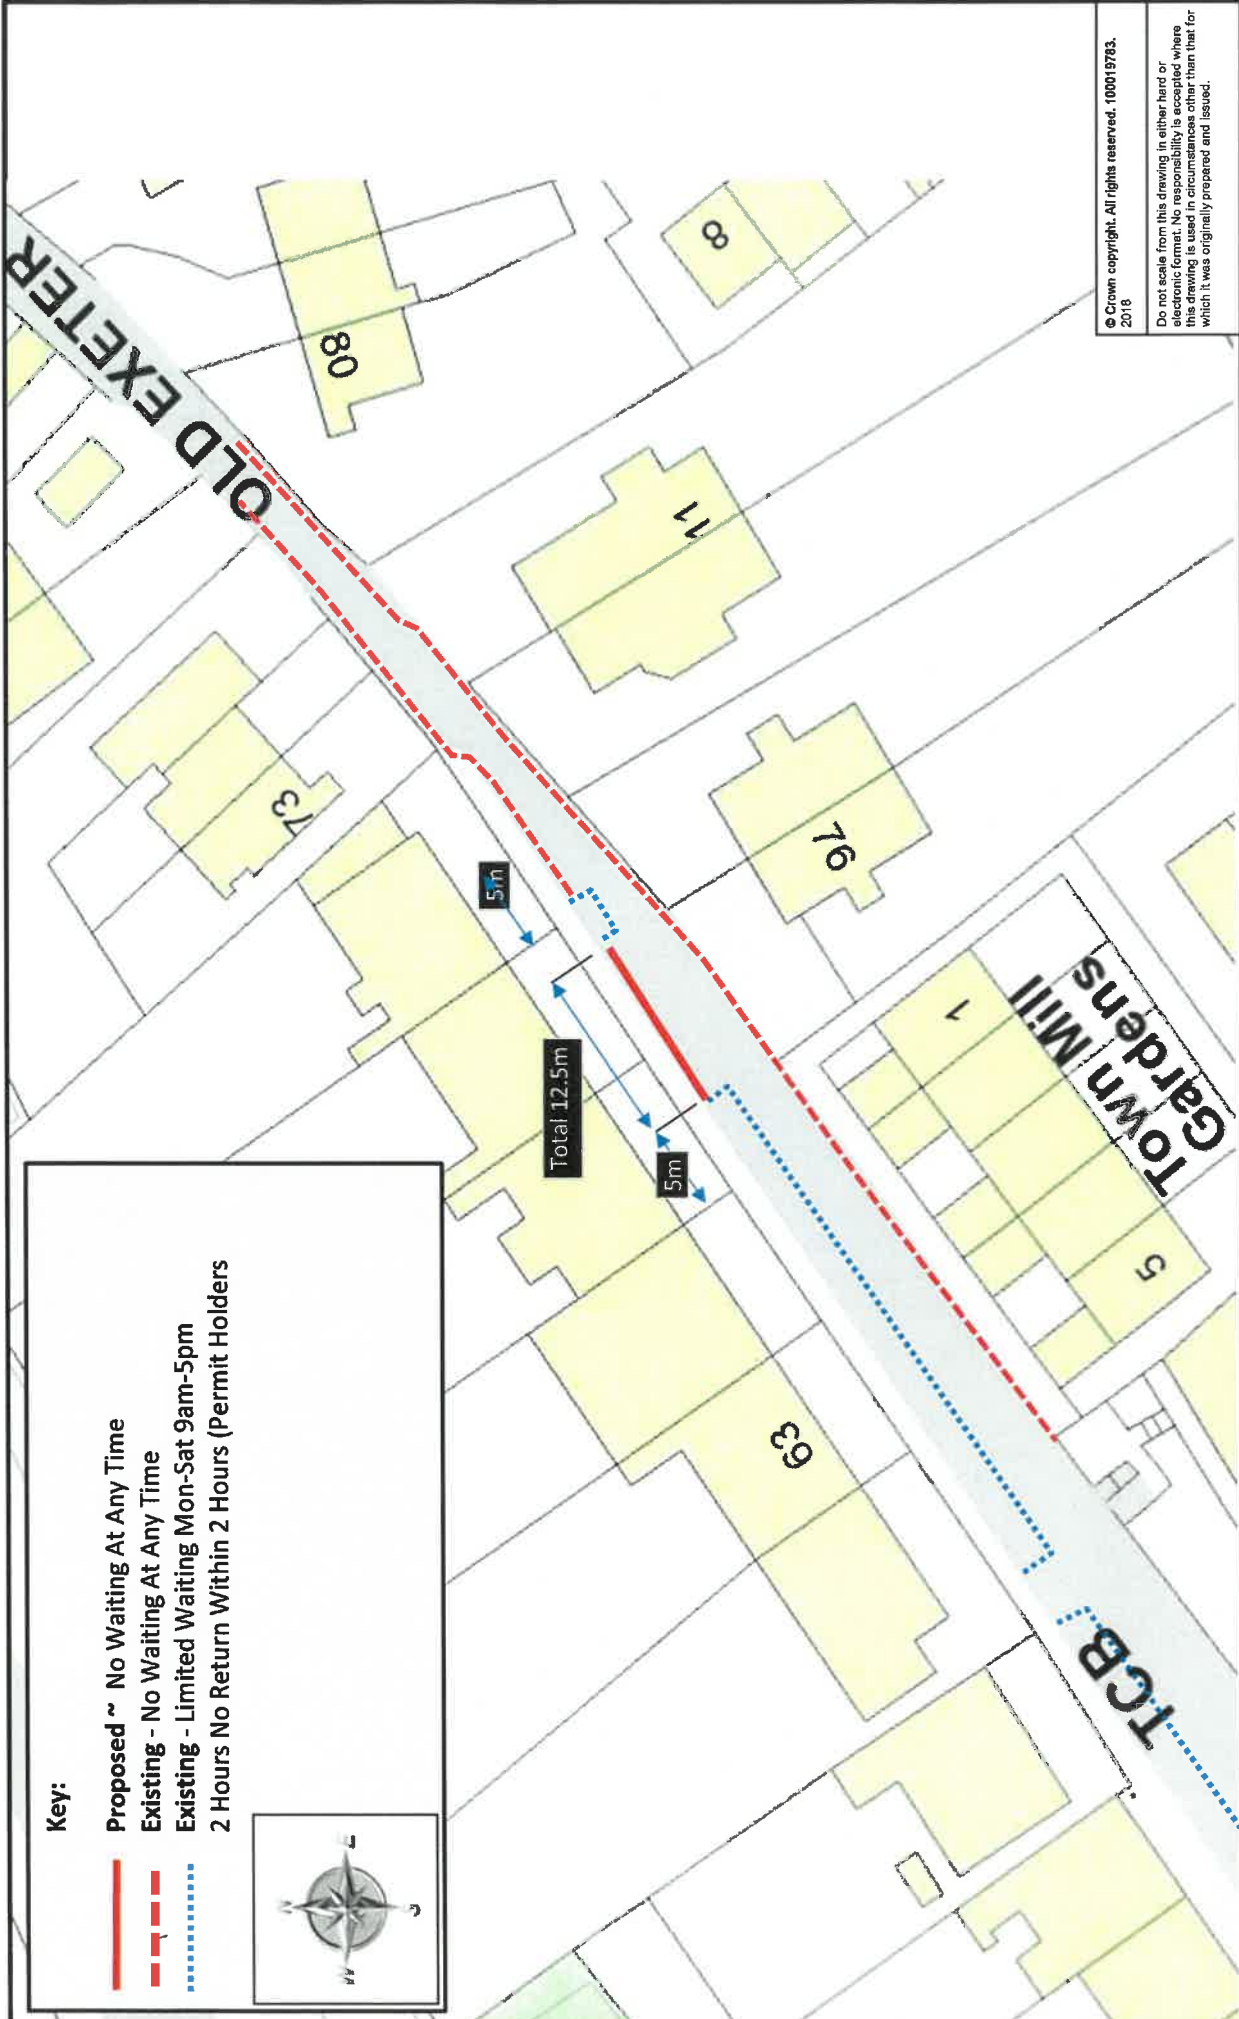 Key:
Proposed ~ No Waiting At Any Time
Existing - No Waiting At Any Time
Existing - Limited Waiting Mon-Sat 9am-5pm
2 Hours No Return Within 2 Hours (Permit Holders
N
E
S
W
OLD EXETER
80
8
11
73
76
5m
Total 12.5m
5m
1
Town Mill
Gardens
5
63
TCB
© Crown copyright. All rights reserved. 100019783.
2018
Do not scale from this drawing in either hard or
electronic format. No responsibility is accepted where
this drawing is used in circumstances other than that for
which it was originally prepared and issued.